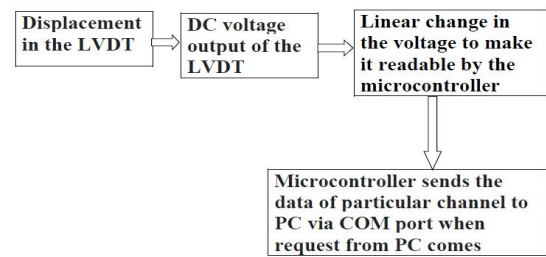 Displacement
in the LVDT
DC voltage
output of the
LVDT
Linear change in
the voltage to make
it readable by the
microcontroller
Microcontroller sends the
data of particular channel to
PC via COM port when
request from PC comes